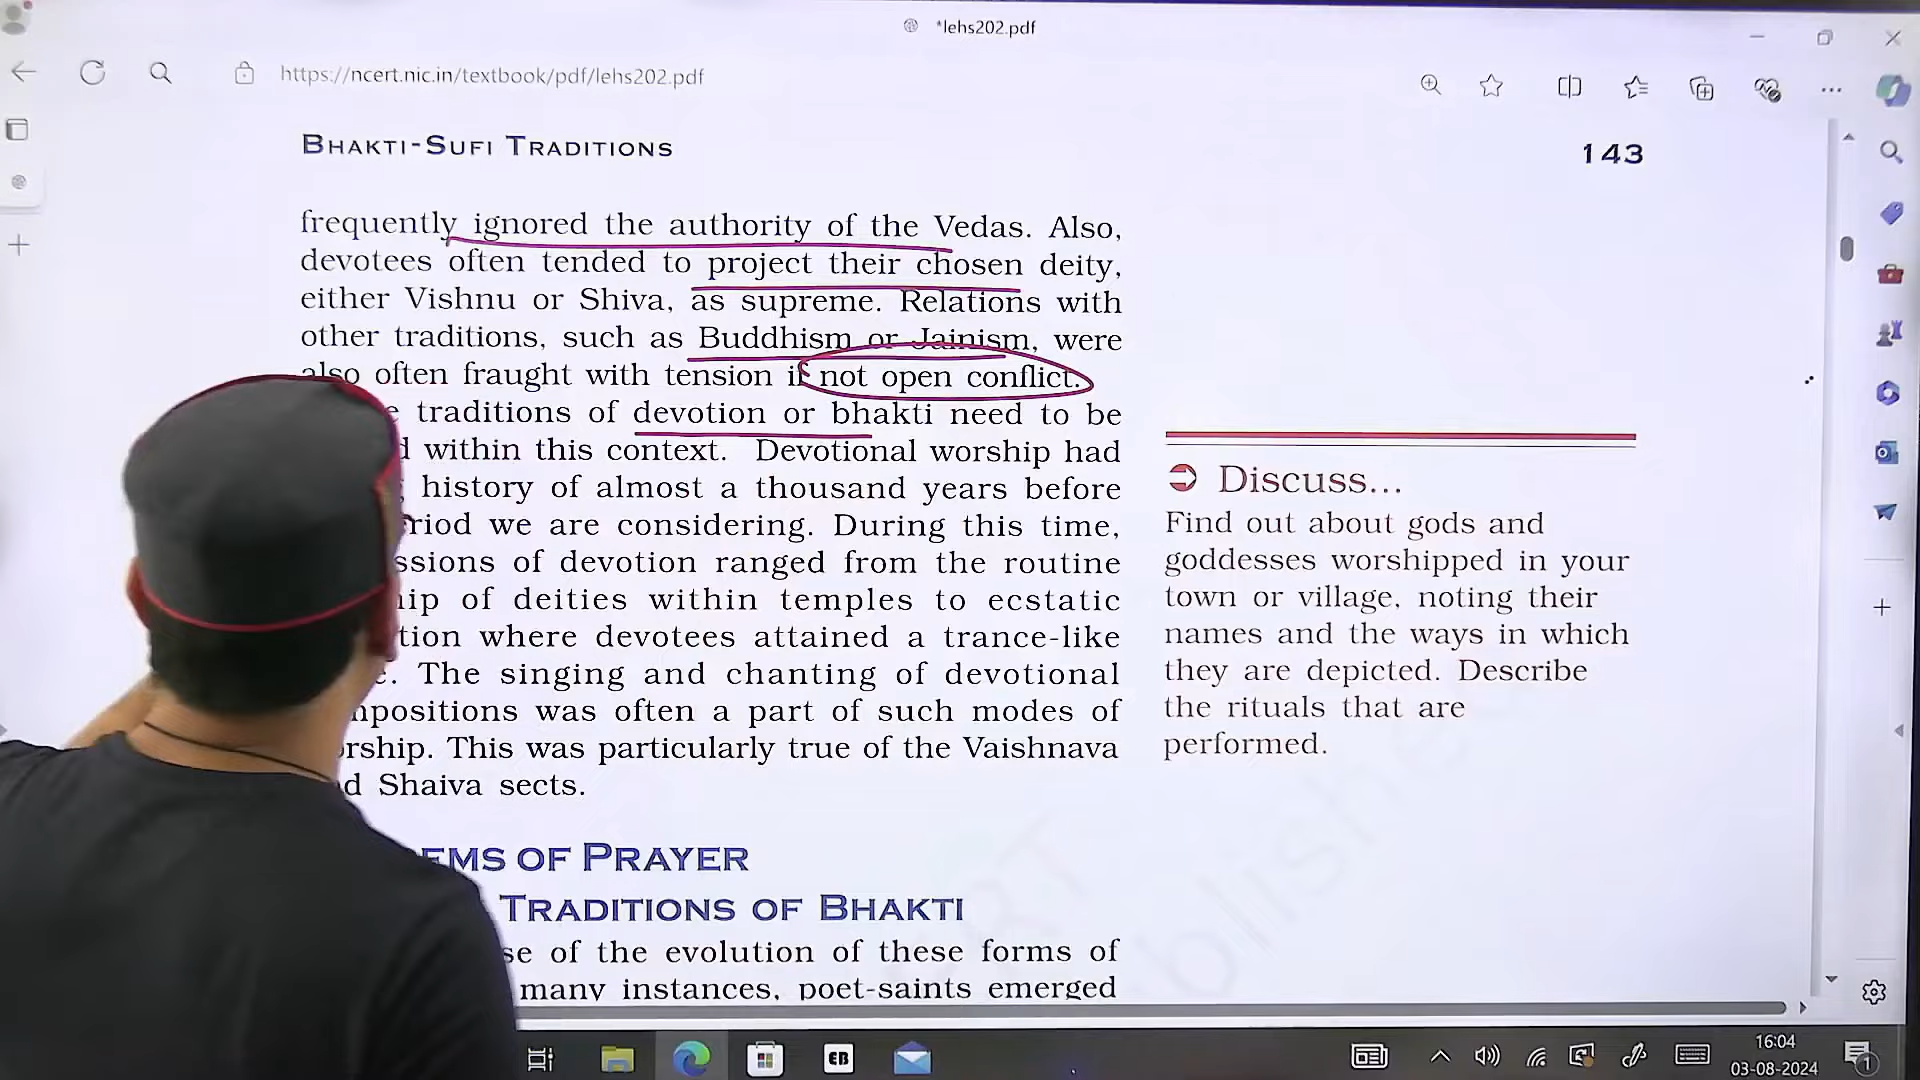 *lehs202.pdf
https://ncert.nic.in/textbook/pdf/lehs202.pdf
BHAKTI-SUFI TRADITIONS
143
frequently ignored the authority of the Vedas. Also,
devotees often tended to project their chosen deity,
either Vishnu or Shiva, as supreme. Relations with
other traditions, such as Buddhism or Jainism, were
also often fraught with tension if not open conflict.
traditions of devotion or bhakti need to be
within this context. Devotional worship had
history of almost a thousand years before
we are considering. During this time,
of devotion ranged from the routine
of deities within temples to ecstatic
where devotees attained a trance-like
The singing and chanting of devotional
was often a part of such modes of
This was particularly true of the Vaishnava
Shaiva sects.
OF PRAYER
TRADITIONS OF BHAKTI
of the evolution of these forms of
many instances, poet-saints emerged
Discuss...
Find out about gods and
goddesses worshipped in your
town or village, noting their
names and the ways in which
they are depicted. Describe
the rituals that are
performed.
EB
16:04
03-08-2024
1